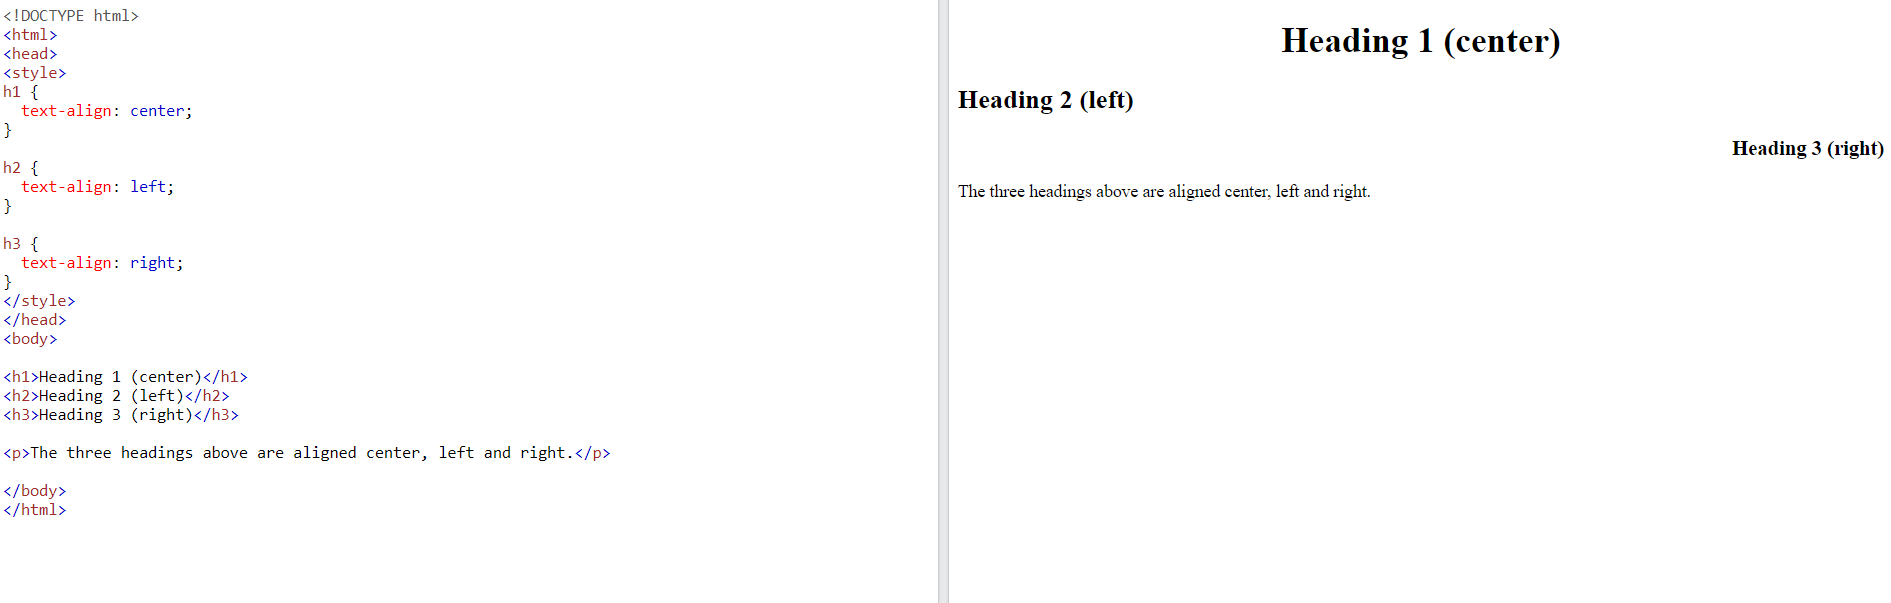 <!DOCTYPE html>
<html>
<head>
<style>
h1 {
  text-align: center;
}

h2 {
  text-align: left;
}

h3 {
  text-align: right;
}
</style>
</head>
<body>

<h1>Heading 1 (center)</h1>
<h2>Heading 2 (left)</h2>
<h3>Heading 3 (right)</h3>

<p>The three headings above are aligned center, left and right.</p>

</body>
</html>
Heading 1 (center)
Heading 2 (left)
Heading 3 (right)
The three headings above are aligned center, left and right.